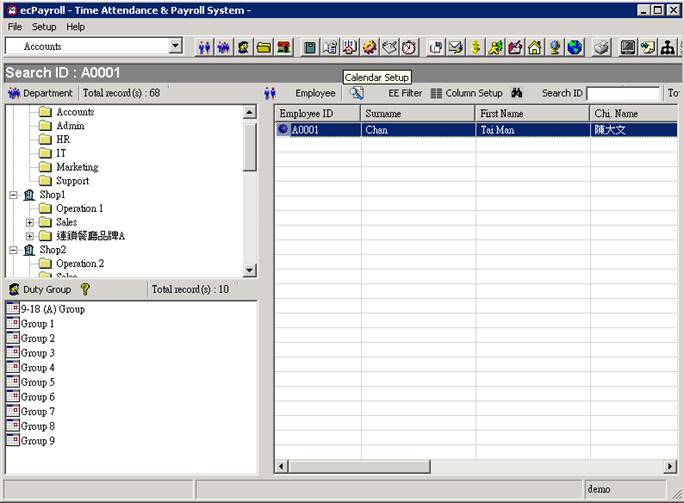 ecPayroll - Time Attendance & Payroll System -
File Setup Help
Accounts
Search ID : A0001
Calendar Setup
Department Total record(s) : 68
Employee EE Filter Column Setup Search ID To
Accounts
Admin
HR
IT
Marketing
Support
Shop1
Operation 1
Sales
連鎖餐廳品牌A
Shop2
Operation 2
Sales
Employee ID Surname First Name Chi. Name
A0001 Chan Tai Man 陳大文
Duty Group Total record(s) : 10
9-18 (A) Group
Group 1
Group 2
Group 3
Group 4
Group 5
Group 6
Group 7
Group 8
Group 9
demo